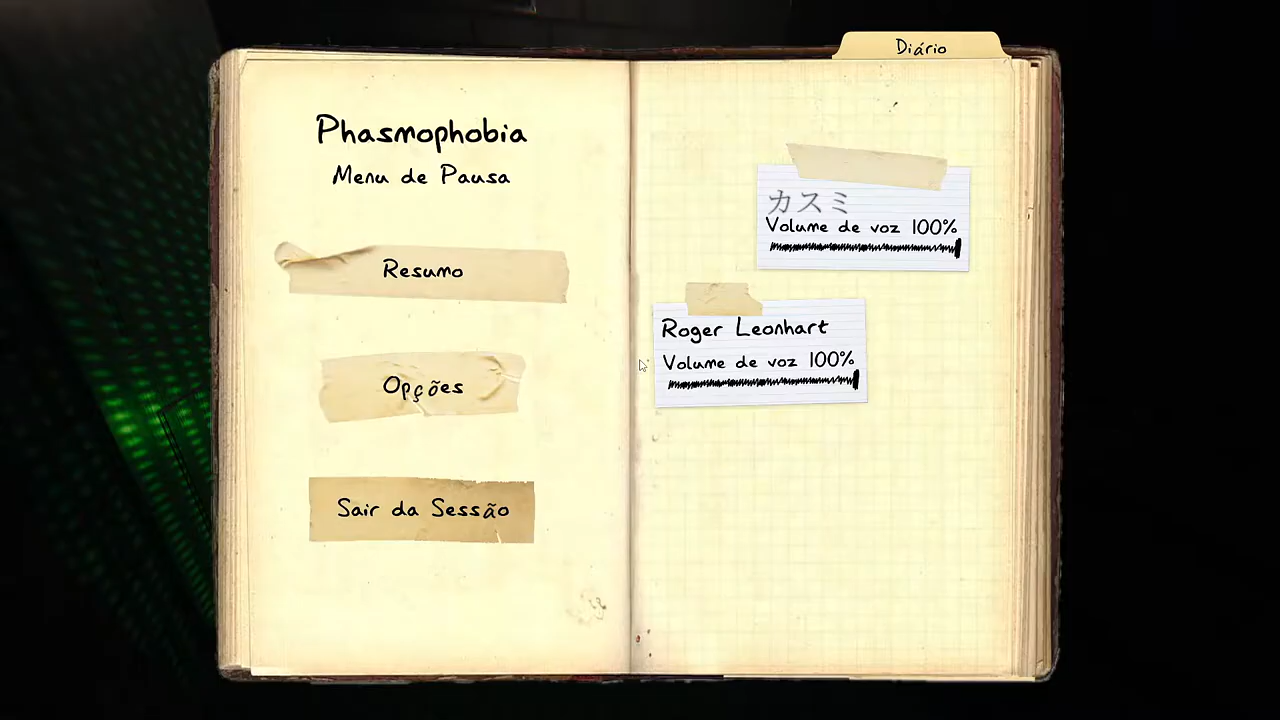 Diário
Phasmophobia
Menu de Pausa
Resumo
Opções
Sair da Sessão
カスミ
Volume de voz 100%
Roger Leonhart
Volume de voz 100%